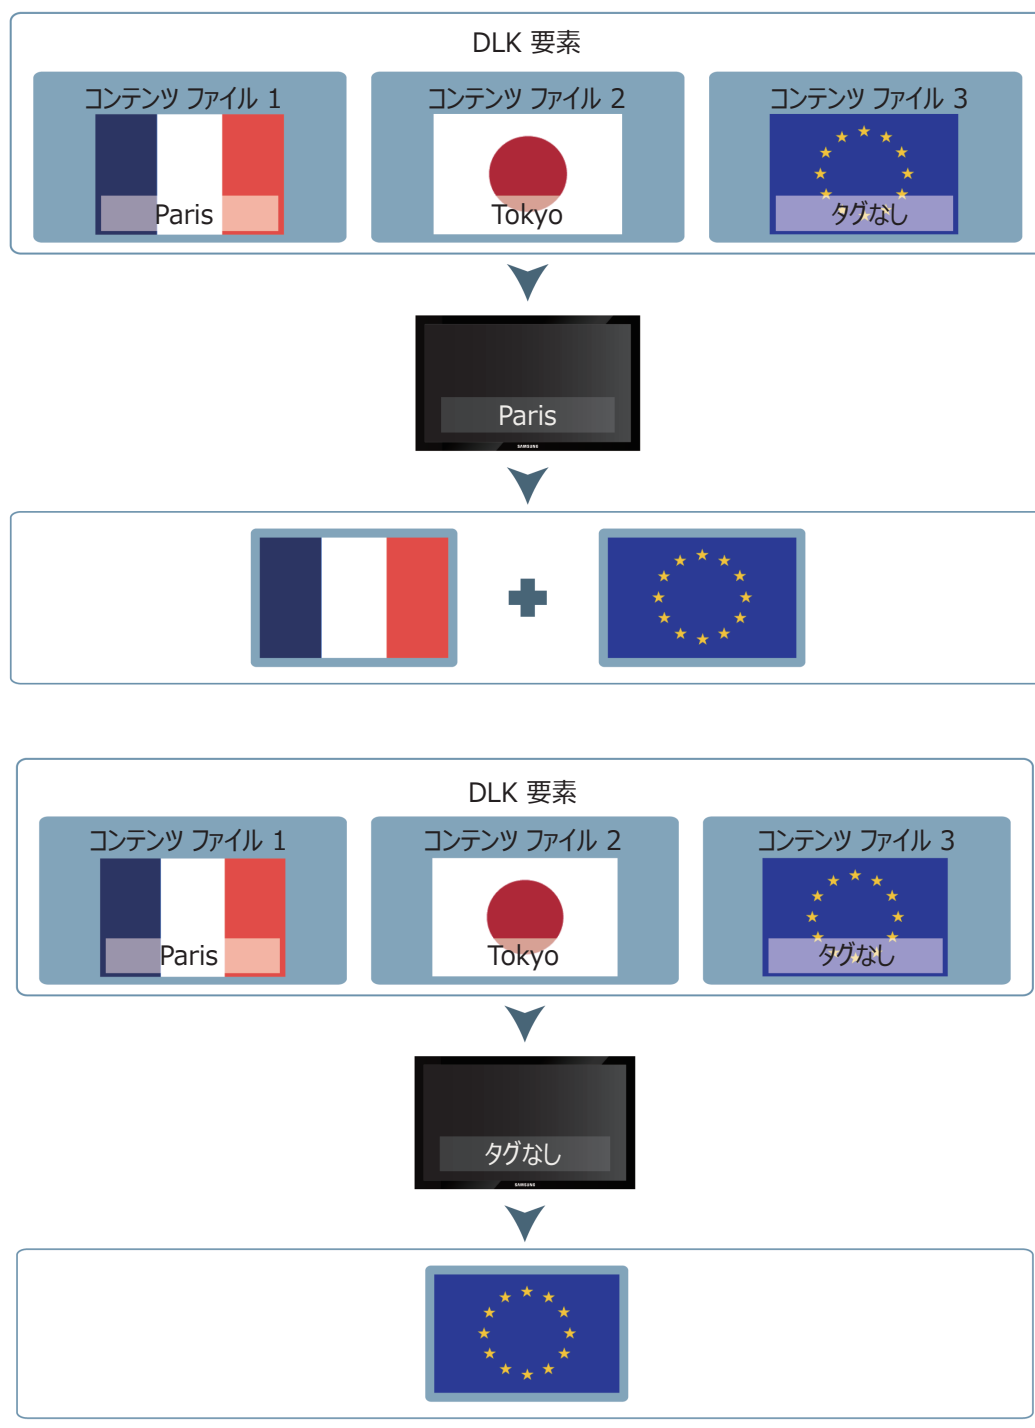 DLK 要素
コンテンツ ファイル 1
コンテンツ ファイル 2
コンテンツ ファイル 3
Paris
Tokyo
タグなし
Paris
SAMSUNG
DLK 要素
コンテンツ ファイル 1
コンテンツ ファイル 2
コンテンツ ファイル 3
Paris
Tokyo
タグなし
タグなし
SAMSUNG